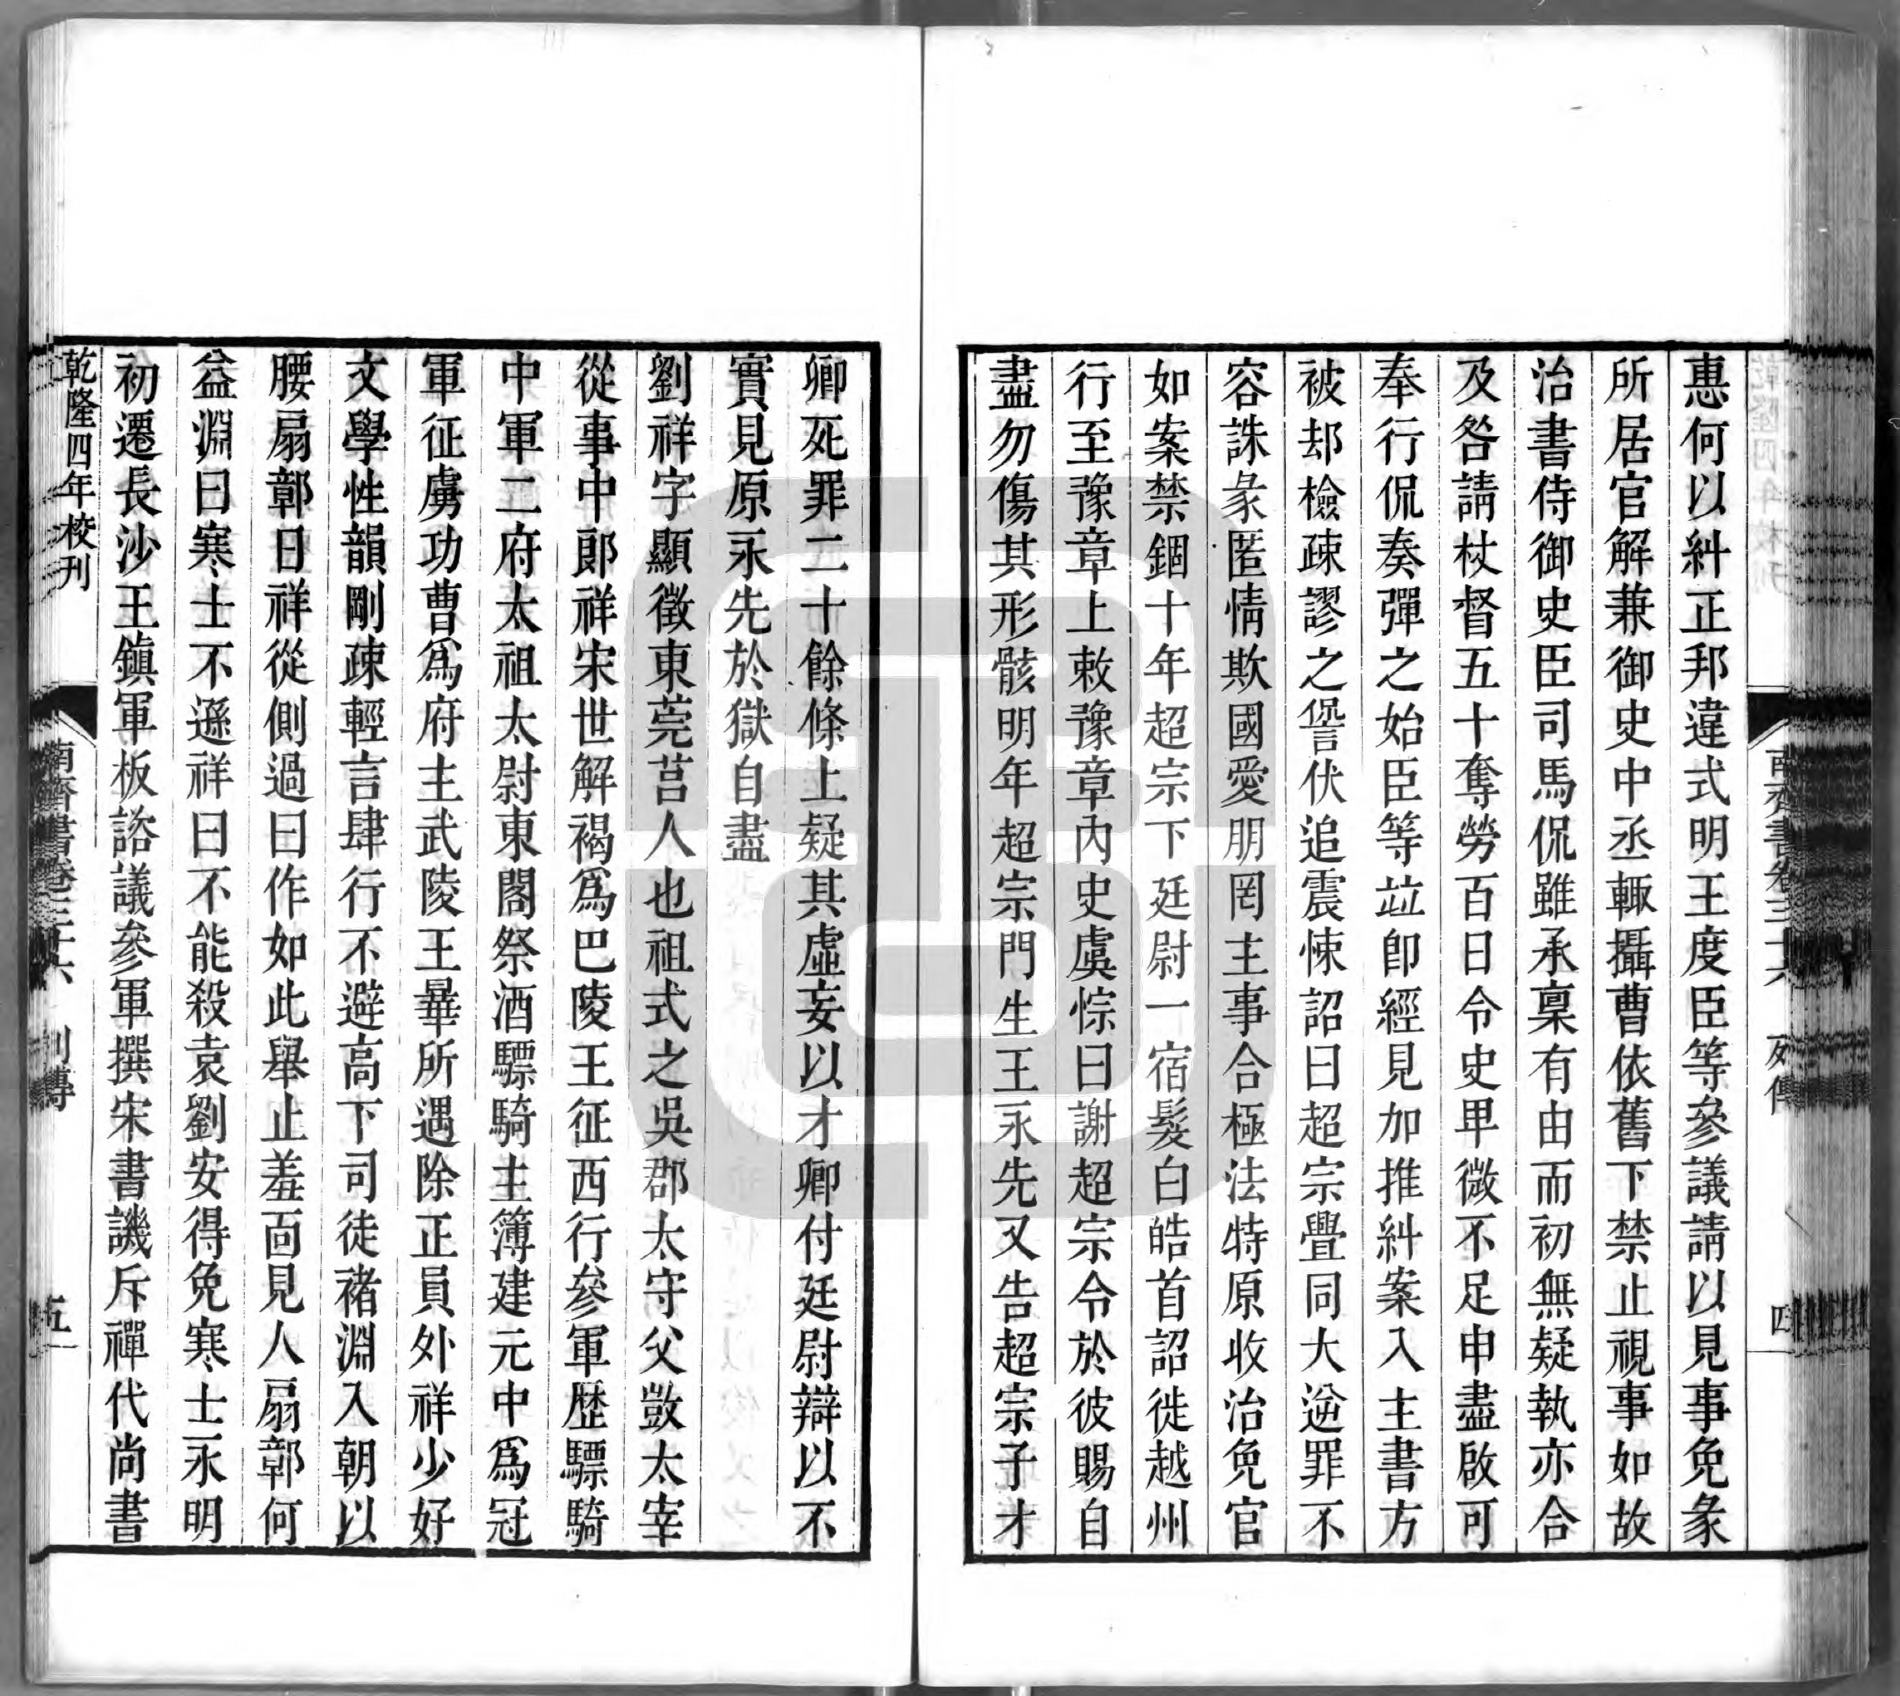 惠何以糾正邦違式明王度臣等參議請以見事免彖
所居官解兼御史中丞輒攝曹依舊下禁止視事如故
治書侍御史臣司馬侃雖承稟有由而初無疑執亦合
及咎請杖督五十奪勞百日令史卑微不足申盡啟可
奉行侃奏彈之始臣等竝卽經見加推糾案入主書方
被却檢疎謬之諐伏追震悚詔曰超宗疊同大逆罪不
容誅彖匿情欺國愛朋罔主事合極法特原收治免官
如案禁錮十年超宗下廷尉一宿髮白皓首詔徙越州
行至豫章上敕豫章內史虞悰曰謝超宗令於彼賜自
盡勿傷其形骸明年超宗門生王永先又告超宗子才
南齊書卷三十六 列傳 四
卿死罪二十餘條上疑其虛妄以才卿付廷尉辯以不
實見原永先於獄自盡
劉祥字顯徵東莞莒人也祖式之吳郡太守父敳太宰
從事中郎祥宋世解褐爲巴陵王征西行參軍歷驃騎
中軍二府太祖太尉東閣祭酒驃騎主簿建元中爲冠
軍征虜功曹爲府主武陵王曅所遇除正員外祥少好
文學性韻剛疎輕言肆行不避高下司徒褚淵入朝以
腰扇鄣日祥從側過曰作如此舉止羞面見人扇鄣何
益淵曰寒士不遜祥曰不能殺袁劉安得免寒士永明
初遷長沙王鎭軍板諮議參軍撰宋書譏斥禪代尚書
乾隆四年校刊
南齊書卷三十六 列傳 五